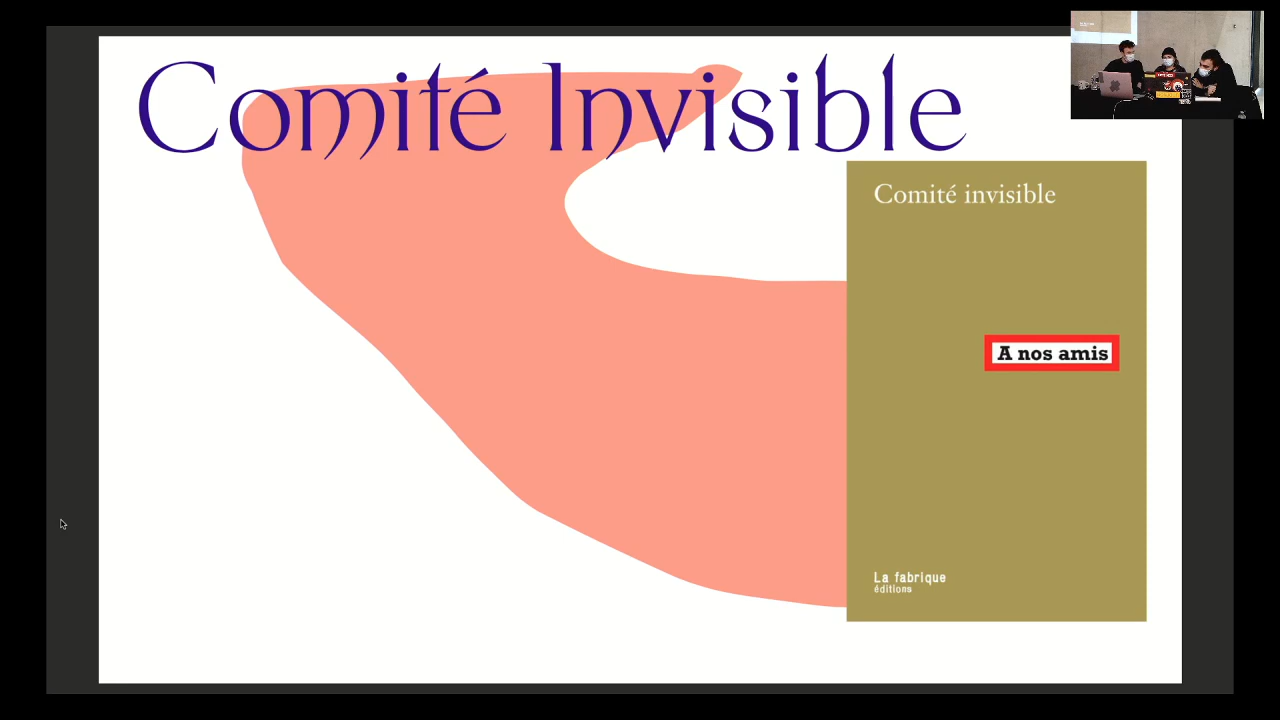 Comité Invisible
Comité invisible
A nos amis
La fabrique
éditions